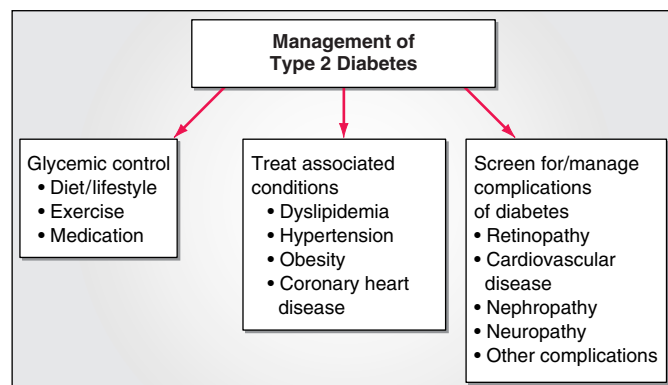 Management of
Type 2 Diabetes
Glycemic control
• Diet/lifestyle
• Exercise
• Medication
Treat associated
conditions
• Dyslipidemia
• Hypertension
• Obesity
• Coronary heart
disease
Screen for/manage
complications
of diabetes
• Retinopathy
• Cardiovascular
disease
• Nephropathy
• Neuropathy
• Other complications